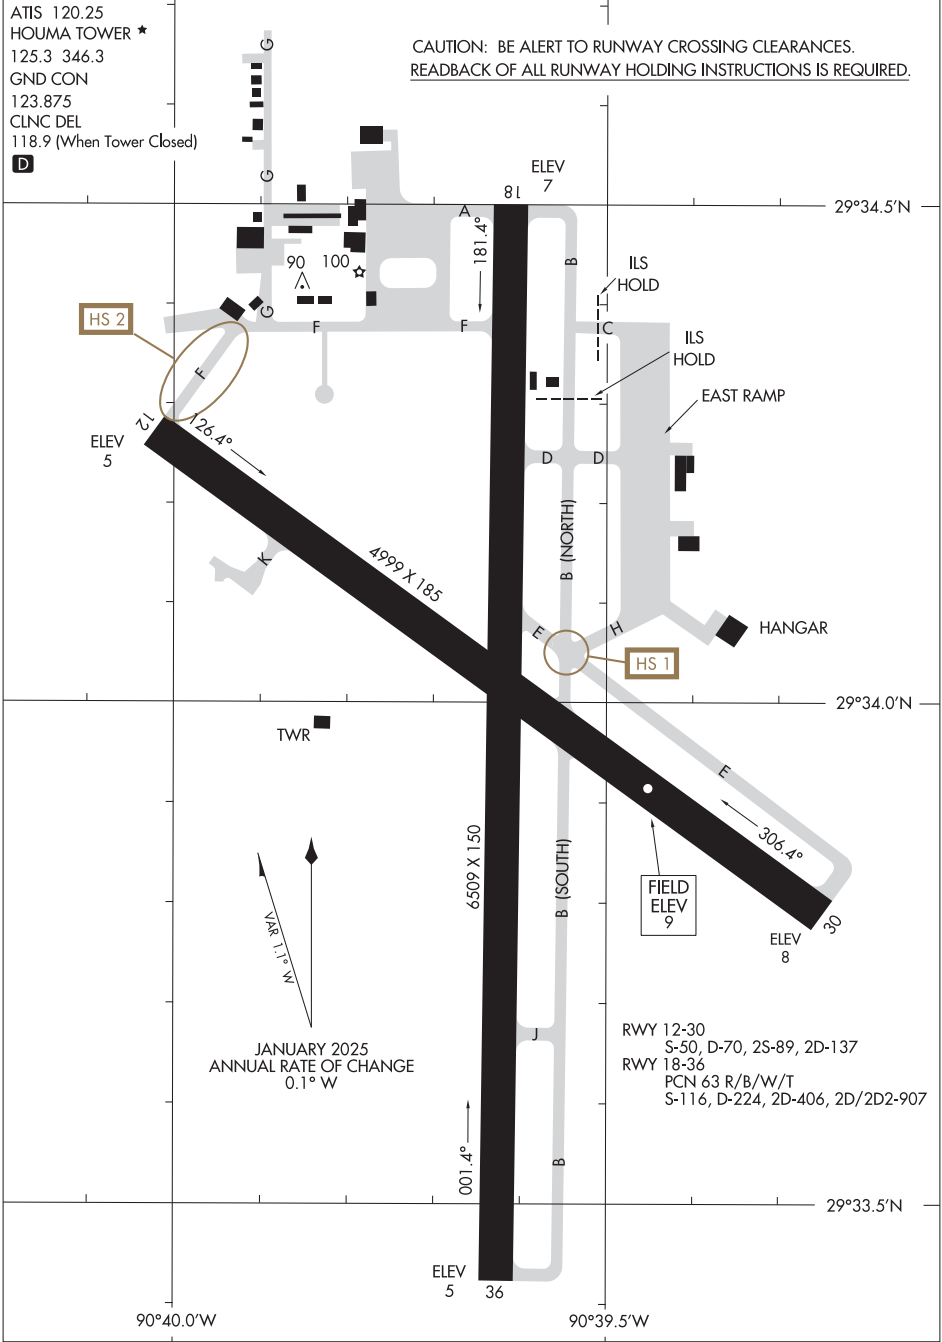 ATIS 120.25
HOUMA TOWER ★
125.3 346.3
GND CON
123.875
CLNC DEL
118.9 (When Tower Closed)
D
CAUTION: BE ALERT TO RUNWAY CROSSING CLEARANCES.
READBACK OF ALL RUNWAY HOLDING INSTRUCTIONS IS REQUIRED.
G
G
ELEV
7
18
A
29°34.5'N
181.4°
B
ILS
HOLD
90
100
G
HS 2
F
F
C
ILS
HOLD
F
EAST RAMP
12
126.4°
ELEV
5
D
D
B (NORTH)
K
4999 X 185
E
H
HANGAR
HS 1
29°34.0'N
TWR
E
306.4°
6509 X 150
B (SOUTH)
FIELD
ELEV
9
30
ELEV
8
VAR 1.1° W
J
JANUARY 2025
ANNUAL RATE OF CHANGE
0.1° W
RWY 12-30
S-50, D-70, 2S-89, 2D-137
RWY 18-36
PCN 63 R/B/W/T
S-116, D-224, 2D-406, 2D/2D2-907
001.4°
B
29°33.5'N
ELEV
5
36
90°40.0'W
90°39.5'W